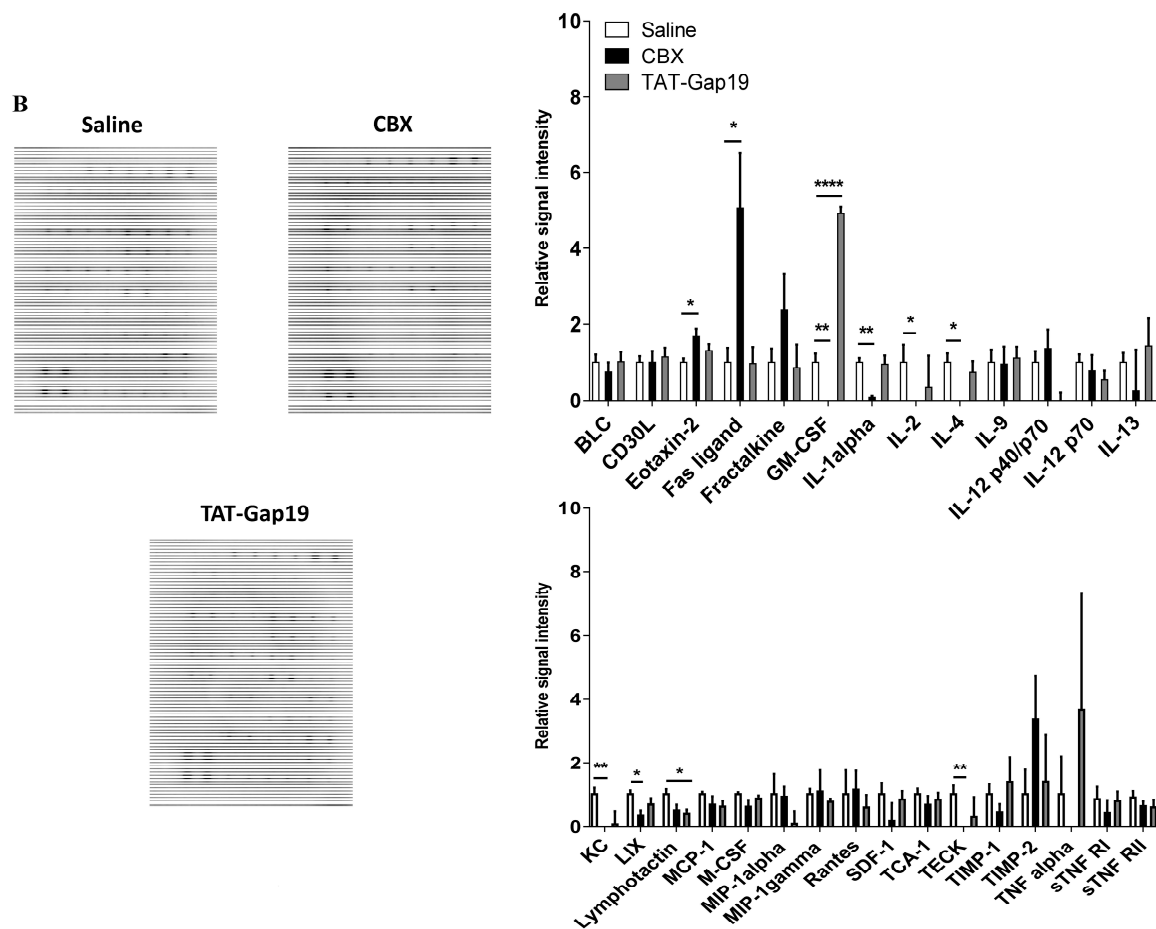 B
Saline
CBX
TAT-Gap19
Relative signal intensity
10
8
6
4
2
0
Saline
CBX
TAT-Gap19
*
*
****
**
**
*
*
BLC
CD30L
Eotaxin-2
Fas ligand
Fractalkine
GM-CSF
IL-1alpha
IL-2
IL-4
IL-9
IL-12 p40/p70
IL-12 p70
IL-13
Relative signal intensity
10
8
6
4
2
0
**
*
*
**
KC
LIX
Lymphotactin
MCP-1
M-CSF
MIP-1alpha
MIP-1gamma
Rantes
SDF-1
TCA-1
TECK
TIMP-1
TIMP-2
TNF alpha
sTNF RI
sTNF RII